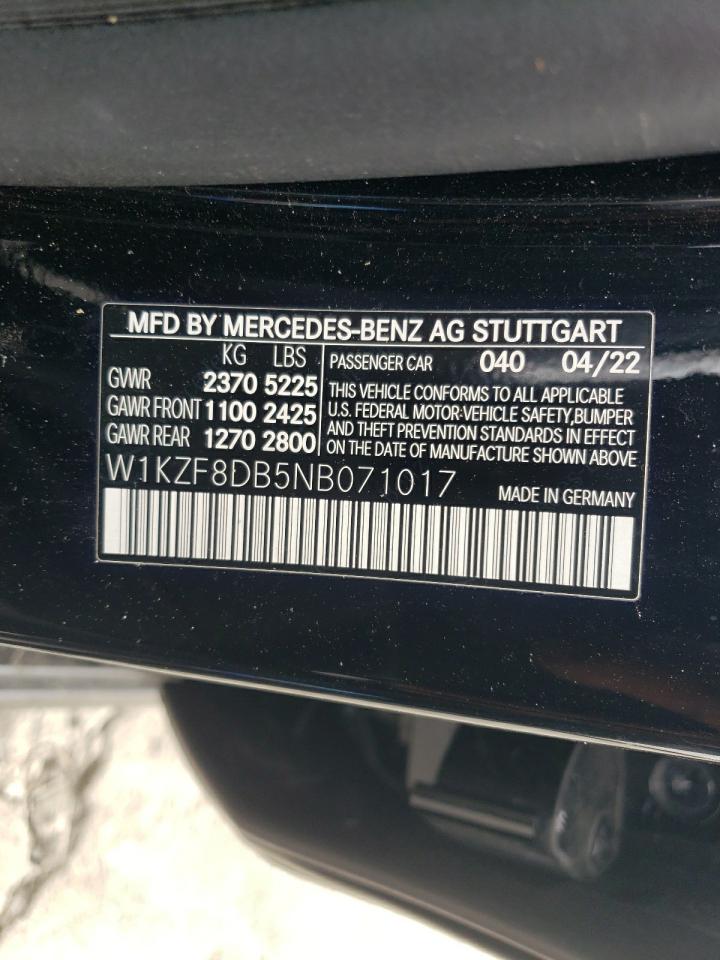 MFD BY MERCEDES-BENZ AG STUTTGART
KG LBS
GVWR 2370 5225
GAWR FRONT 1100 2425
GAWR REAR 1270 2800
PASSENGER CAR 040 04/22
THIS VEHICLE CONFORMS TO ALL APPLICABLE
U.S. FEDERAL MOTOR:VEHICLE SAFETY,BUMPER
AND THEFT PREVENTION STANDARDS IN EFFECT
ON THE DATE OF MANUFACTURE SHOWN ABOVE
W1KZF8DB5NB071017
MADE IN GERMANY